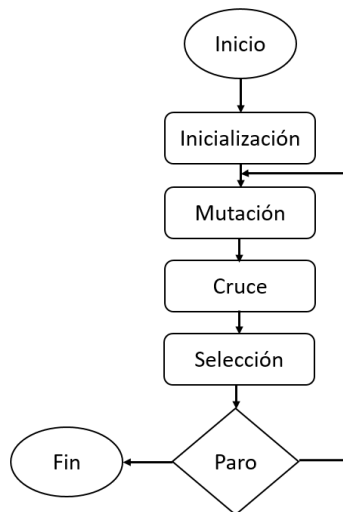 Inicio
Inicialización
Mutación
Cruce
Selección
Paro
Fin